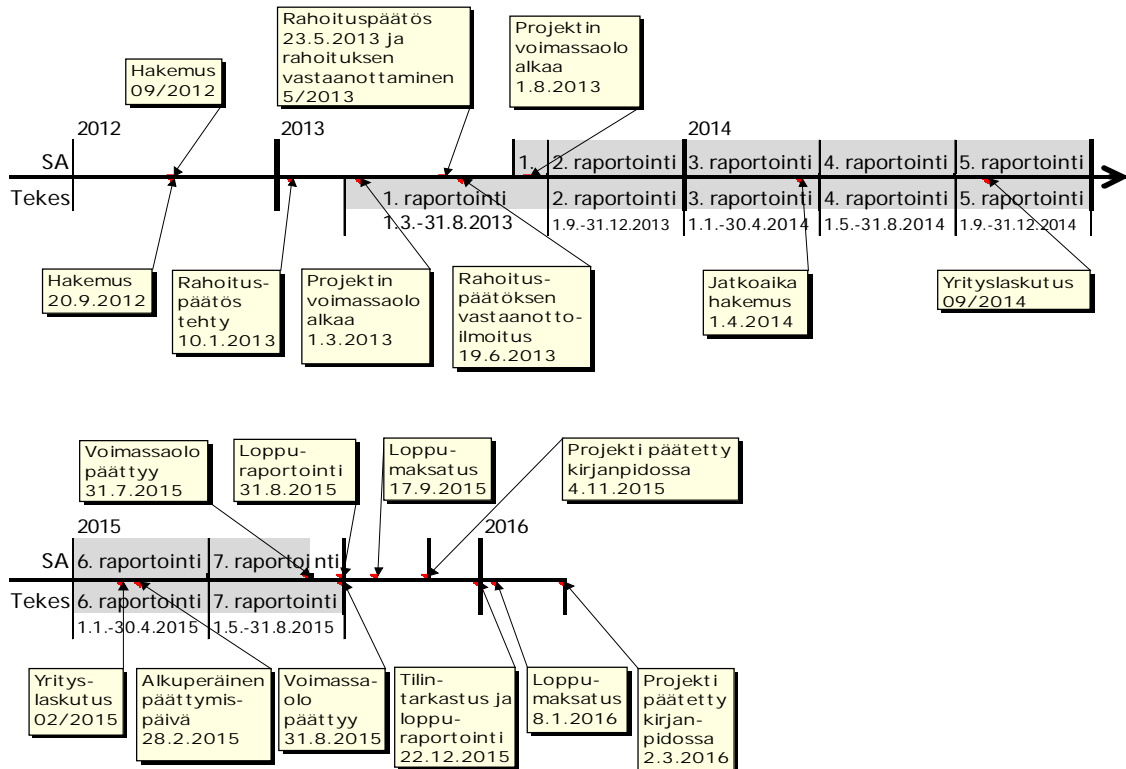 Rahoituspäätös
23.5.2013 ja
rahoituksen
vastaanottaminen
5/2013
Projektin
voimassaolo
alkaa
1.8.2013
Hakemus
09/2012
2012
2013
2014
SA
1.
2. raportointi
3. raportointi
4. raportointi
5. raportointi
Tekes
1. raportointi
1.3.-31.8.2013
2. raportointi
1.9.-31.12.2013
3. raportointi
1.1.-30.4.2014
4. raportointi
1.5.-31.8.2014
5. raportointi
1.9.-31.12.2014
Hakemus
20.9.2012
Rahoitus-
päätös
tehty
10.1.2013
Projektin
voimassaolo
alkaa
1.3.2013
Rahoitus-
päätöksen
vastaanotto-
ilmoitus
19.6.2013
Jatkoaika
hakemus
1.4.2014
Yrityslaskutus
09/2014
Voimassaolo
päättyy
31.7.2015
Loppu-
raportointi
31.8.2015
Loppu-
maksatus
17.9.2015
Projekti päätetty
kirjanpidossa
4.11.2015
2015
2016
SA
6. raportointi
7. raportointi
Tekes
6. raportointi
7. raportointi
1.1.-30.4.2015
1.5.-31.8.2015
Yritys-
laskutus
02/2015
Alkuperäinen
päättymis-
päivä
28.2.2015
Voimassa-
olo
päättyy
31.8.2015
Tilin-
tarkastus ja
loppu-
raportointi
22.12.2015
Loppu-
maksatus
8.1.2016
Projekti
päätetty
kirjan-
pidossa
2.3.2016